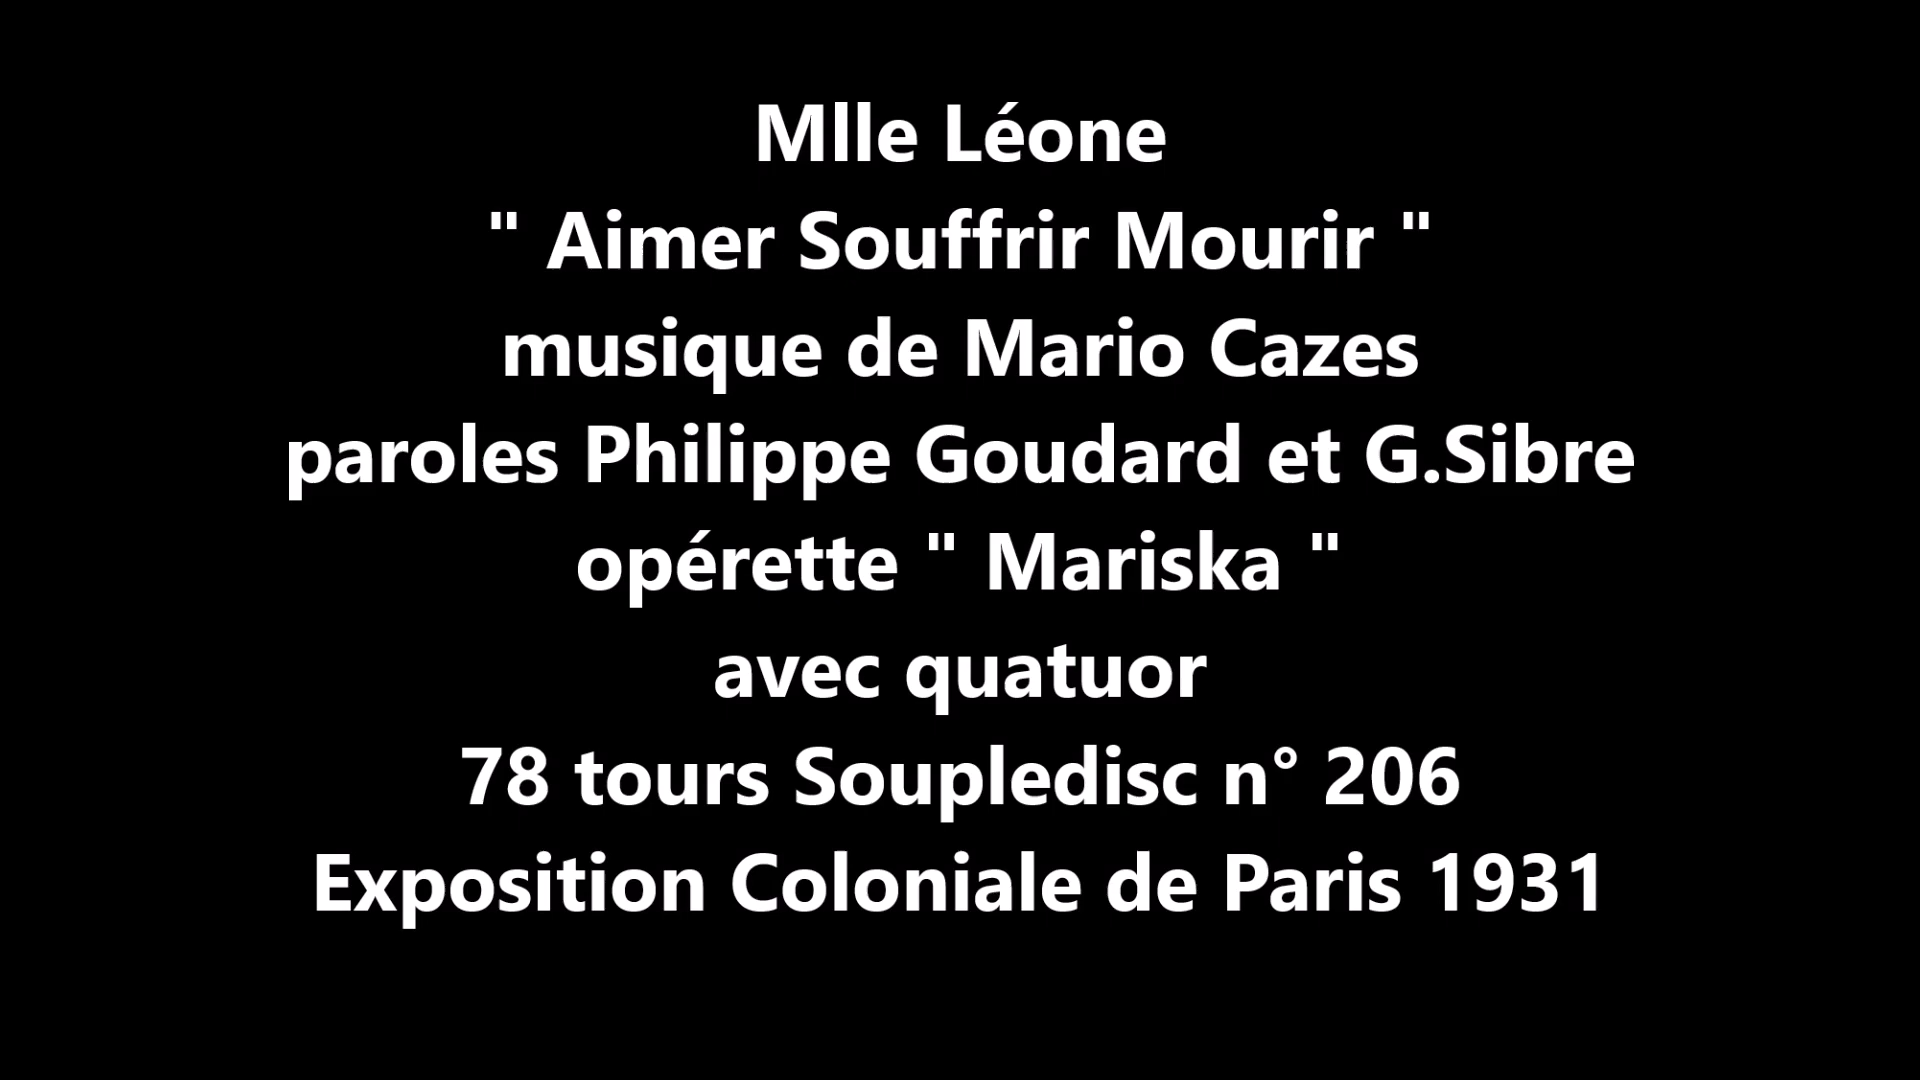 Mlle Léone
" Aimer Souffrir Mourir "
musique de Mario Cazes
paroles Philippe Goudard et G.Sibre
opérette " Mariska "
avec quatuor
78 tours Soupledisc n° 206
Exposition Coloniale de Paris 1931